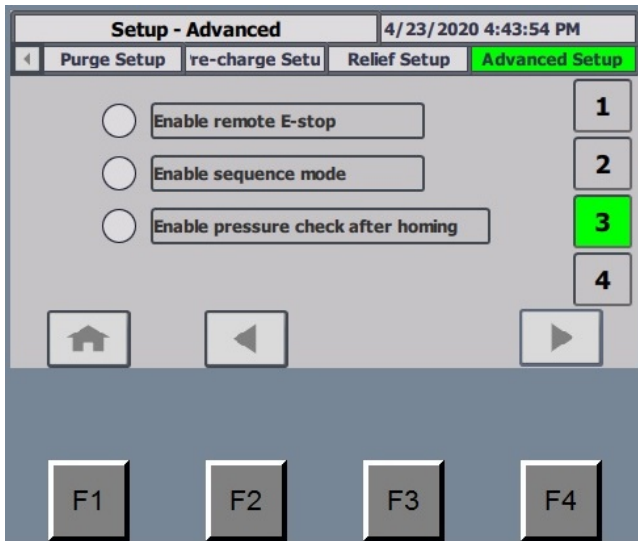 Setup - Advanced 4/23/2020 4:43:54 PM
Purge Setup 're-charge Setu Relief Setup Advanced Setup
Enable remote E-stop
Enable sequence mode
Enable pressure check after homing
1
2
3
4
F1 F2 F3 F4